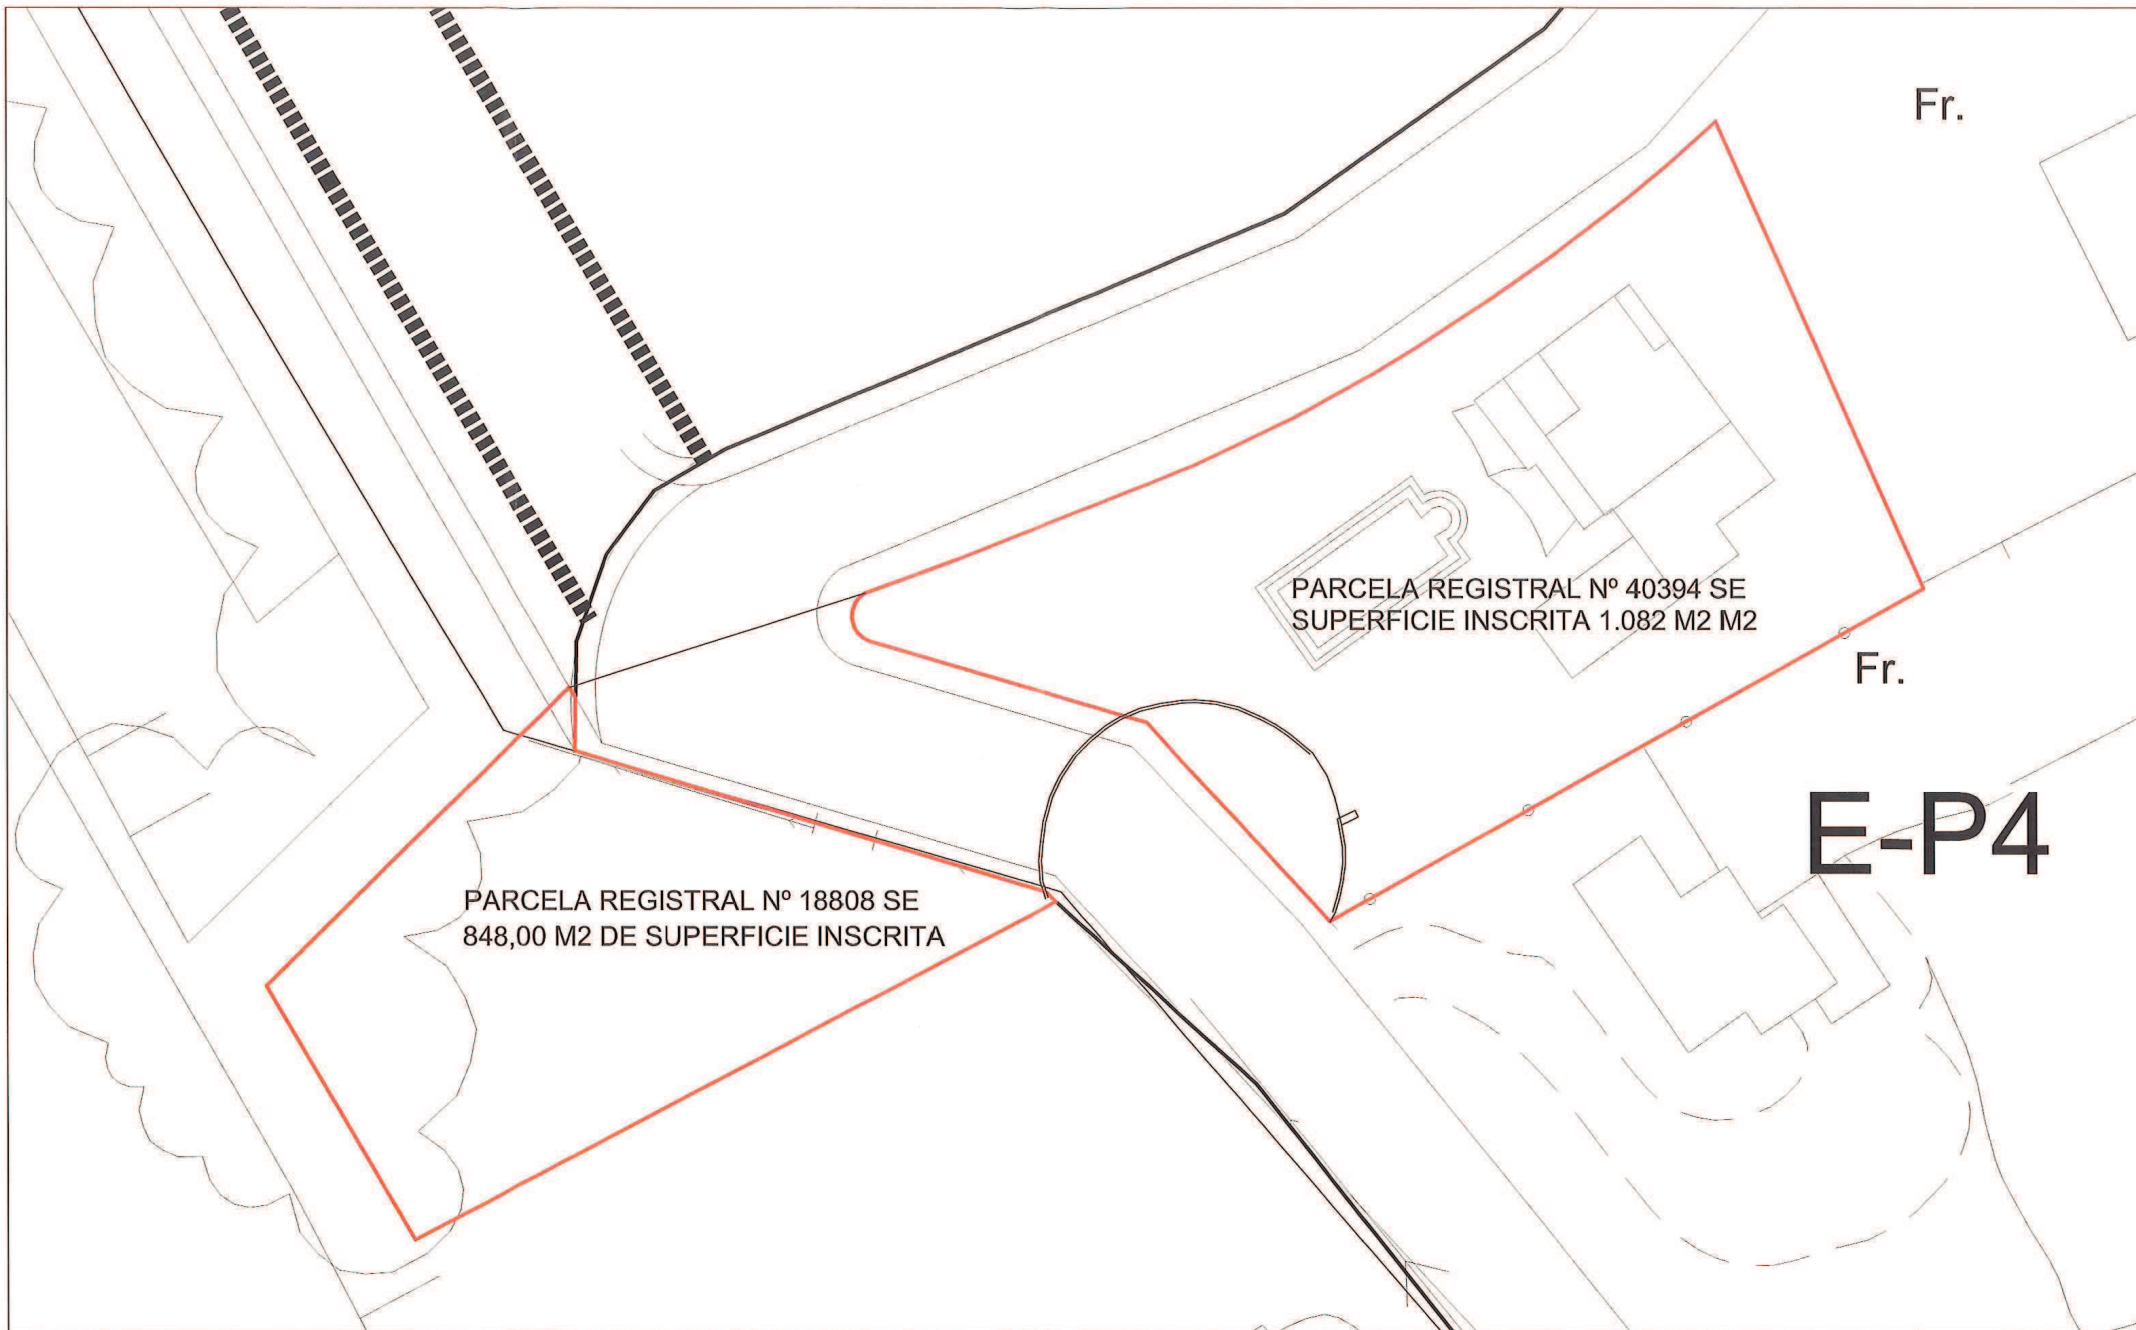 Fr.
PARCELA REGISTRAL Nº 40394 SE
SUPERFICIE INSCRITA 1.082 M2 M2
Fr.
E-P4
PARCELA REGISTRAL Nº 18808 SE
848,00 M2 DE SUPERFICIE INSCRITA